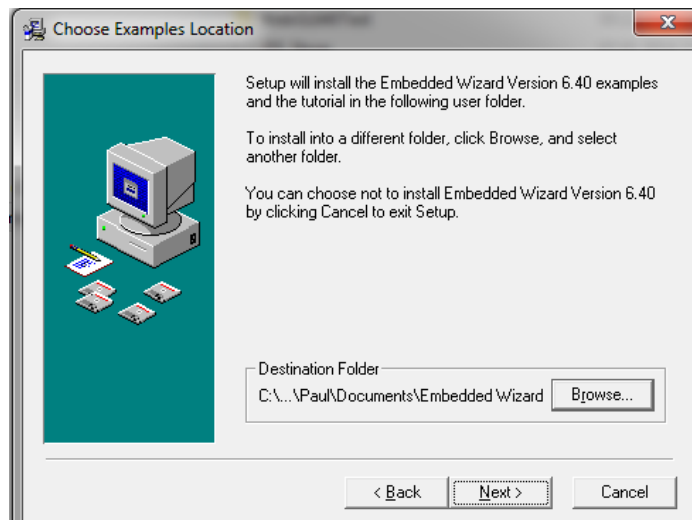 Choose Examples Location
Setup will install the Embedded Wizard Version 6.40 examples
and the tutorial in the following user folder.
To install into a different folder, click Browse, and select
another folder.
You can choose not to install Embedded Wizard Version 6.40
by clicking Cancel to exit Setup.
Destination Folder
C:\...\Paul\Documents\Embedded Wizard
Browse...
< Back
Next >
Cancel